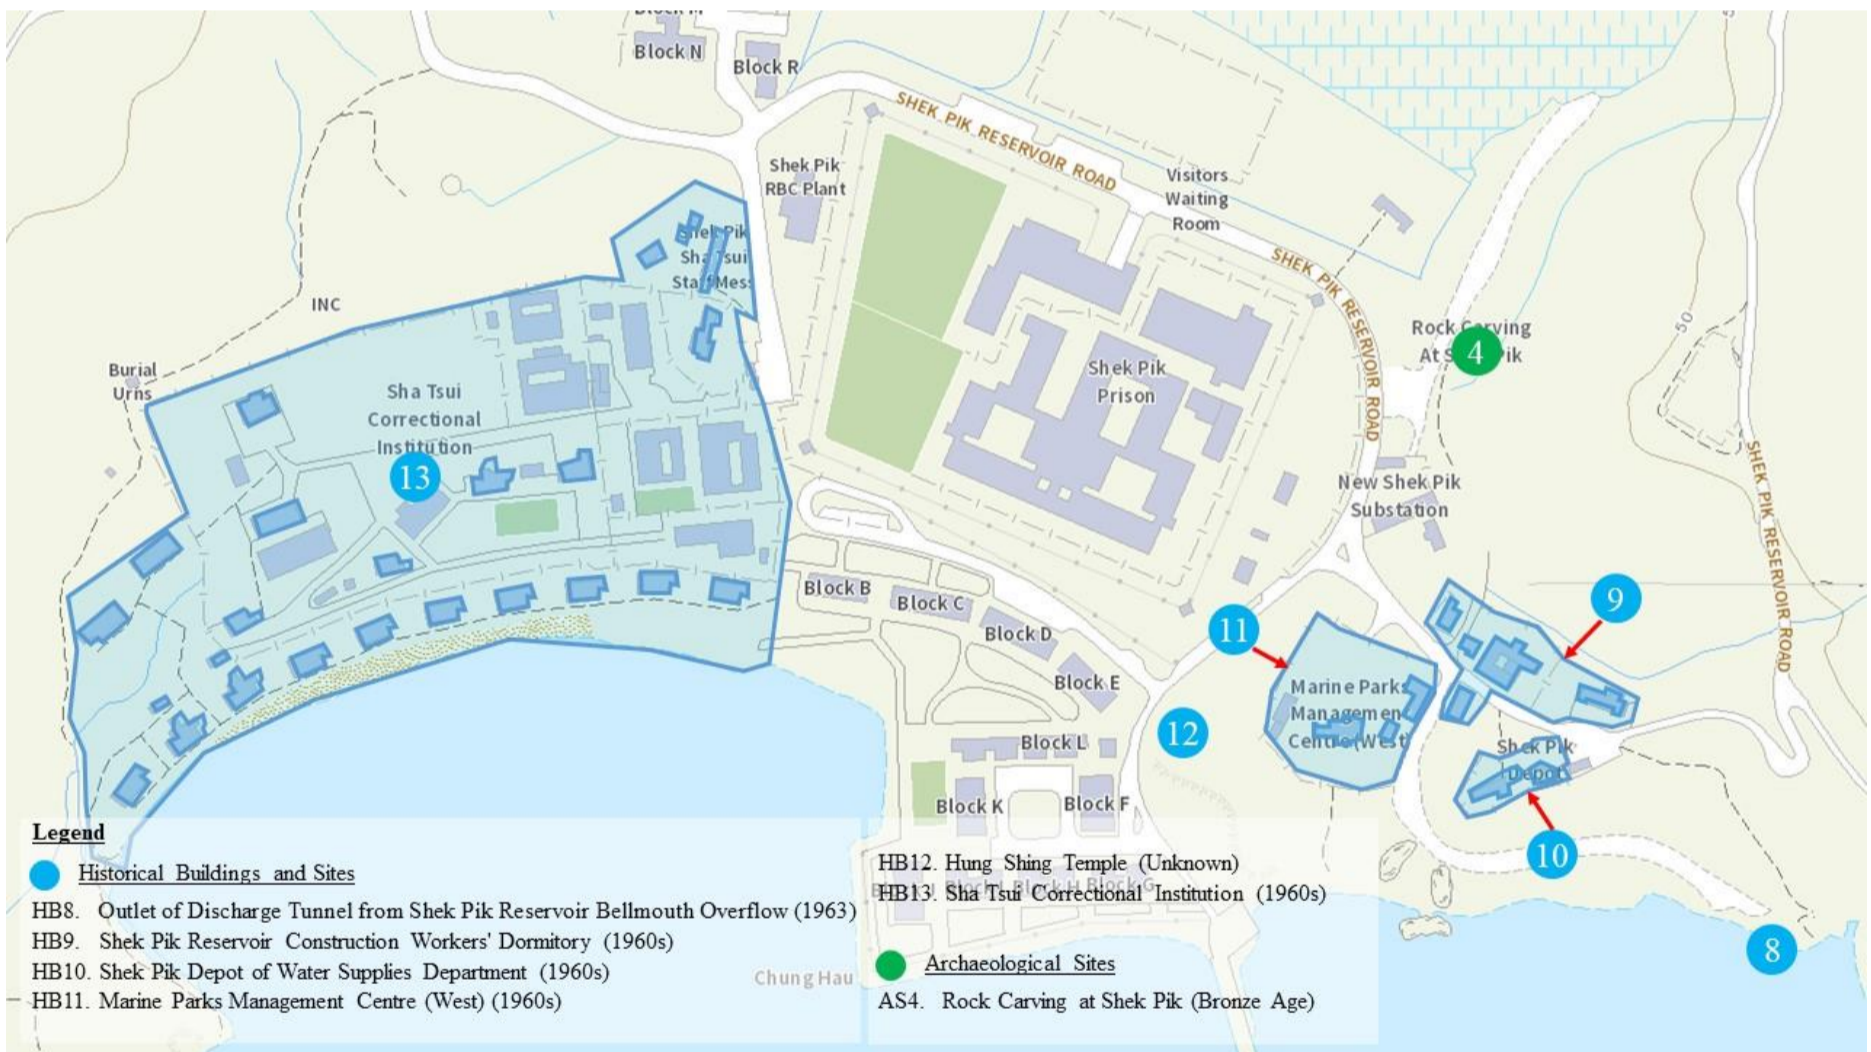 Block N
Block R
SHEK PIK RESERVOIR ROAD
Shek Pik
RBC Plant
Visitors
Waiting
Room
Shek Pik
Sha Tsui
Staff Mess
SHEK PIK RESERVOIR ROAD
INC
Rock Carving
At Shek Pik
4
50
Burial
Urns
Sha Tsui
Correctional
Institution
13
Shek Pik
Prison
New Shek Pik
Substation
SHEK PIK RESERVOIR ROAD
Block B
Block C
Block D
Block E
9
11
12
Marine Parks
Management
Centre (West)
Shek Pik
Depot
Block L
Block K
Block F
10
8
Chung Hau
Legend
Historical Buildings and Sites
HB8. Outlet of Discharge Tunnel from Shek Pik Reservoir Bellmouth Overflow (1963)
HB9. Shek Pik Reservoir Construction Workers' Dormitory (1960s)
HB10. Shek Pik Depot of Water Supplies Department (1960s)
HB11. Marine Parks Management Centre (West) (1960s)
HB12. Hung Shing Temple (Unknown)
Block H Block G
HB13. Sha Tsui Correctional Institution (1960s)
Archaeological Sites
AS4. Rock Carving at Shek Pik (Bronze Age)